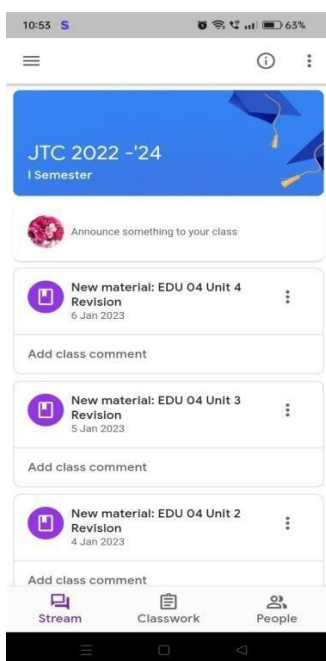 10:53 S 63%
JTC 2022 -'24
I Semester
Announce something to your class
New material: EDU 04 Unit 4
Revision
6 Jan 2023
Add class comment
New material: EDU 04 Unit 3
Revision
5 Jan 2023
Add class comment
New material: EDU 04 Unit 2
Revision
4 Jan 2023
Add class comment
Stream Classwork People